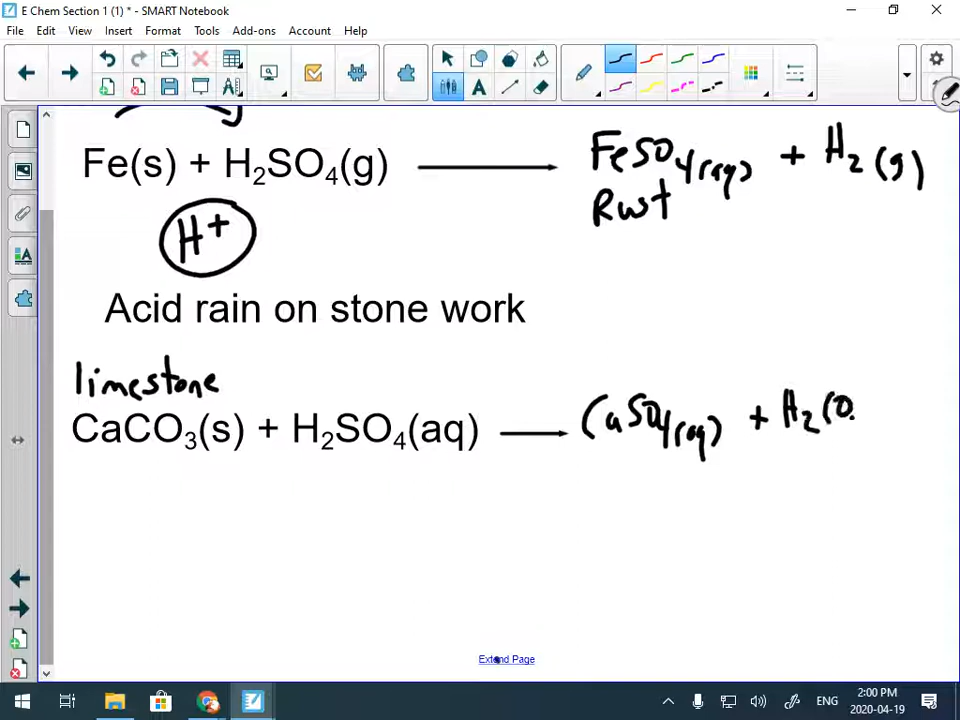 E Chem Section 1 (1) * - SMART Notebook
File Edit View Insert Format Tools Add-ons Account Help
Fe(s) + H₂SO₄(g) → FeSO₄(aq) + H₂(g)
Rust
H+
Acid rain on stone work
limestone
CaCO₃(s) + H₂SO₄(aq) → CaSO₄(aq) + H₂CO
Extend Page
ENG
2:00 PM
2020-04-19